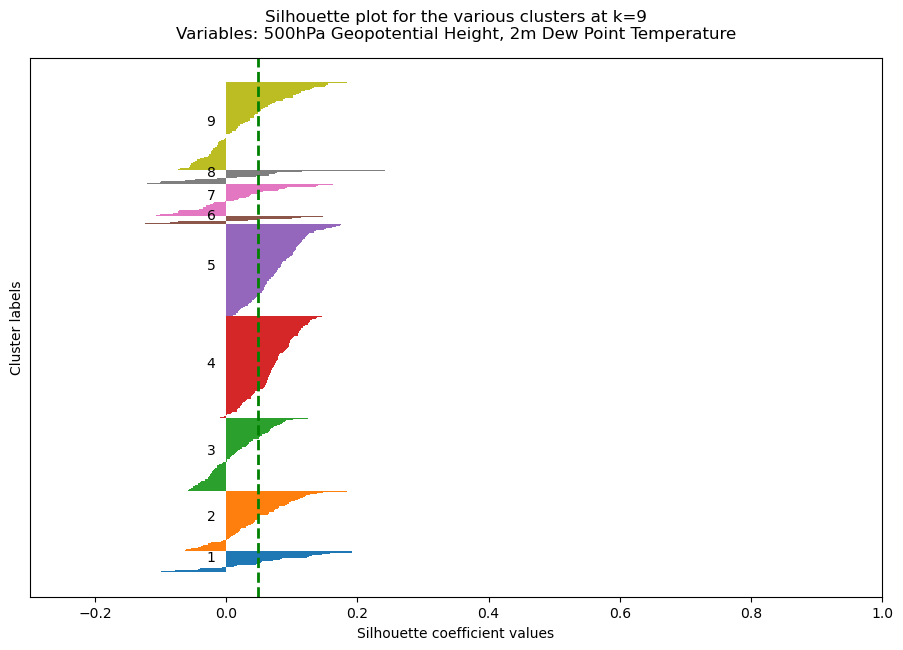 Silhouette plot for the various clusters at k=9
Variables: 500hPa Geopotential Height, 2m Dew Point Temperature
Cluster labels
9
8
7
6
5
4
3
2
1
−0.2 0.0 0.2 0.4 0.6 0.8 1.0
Silhouette coefficient values